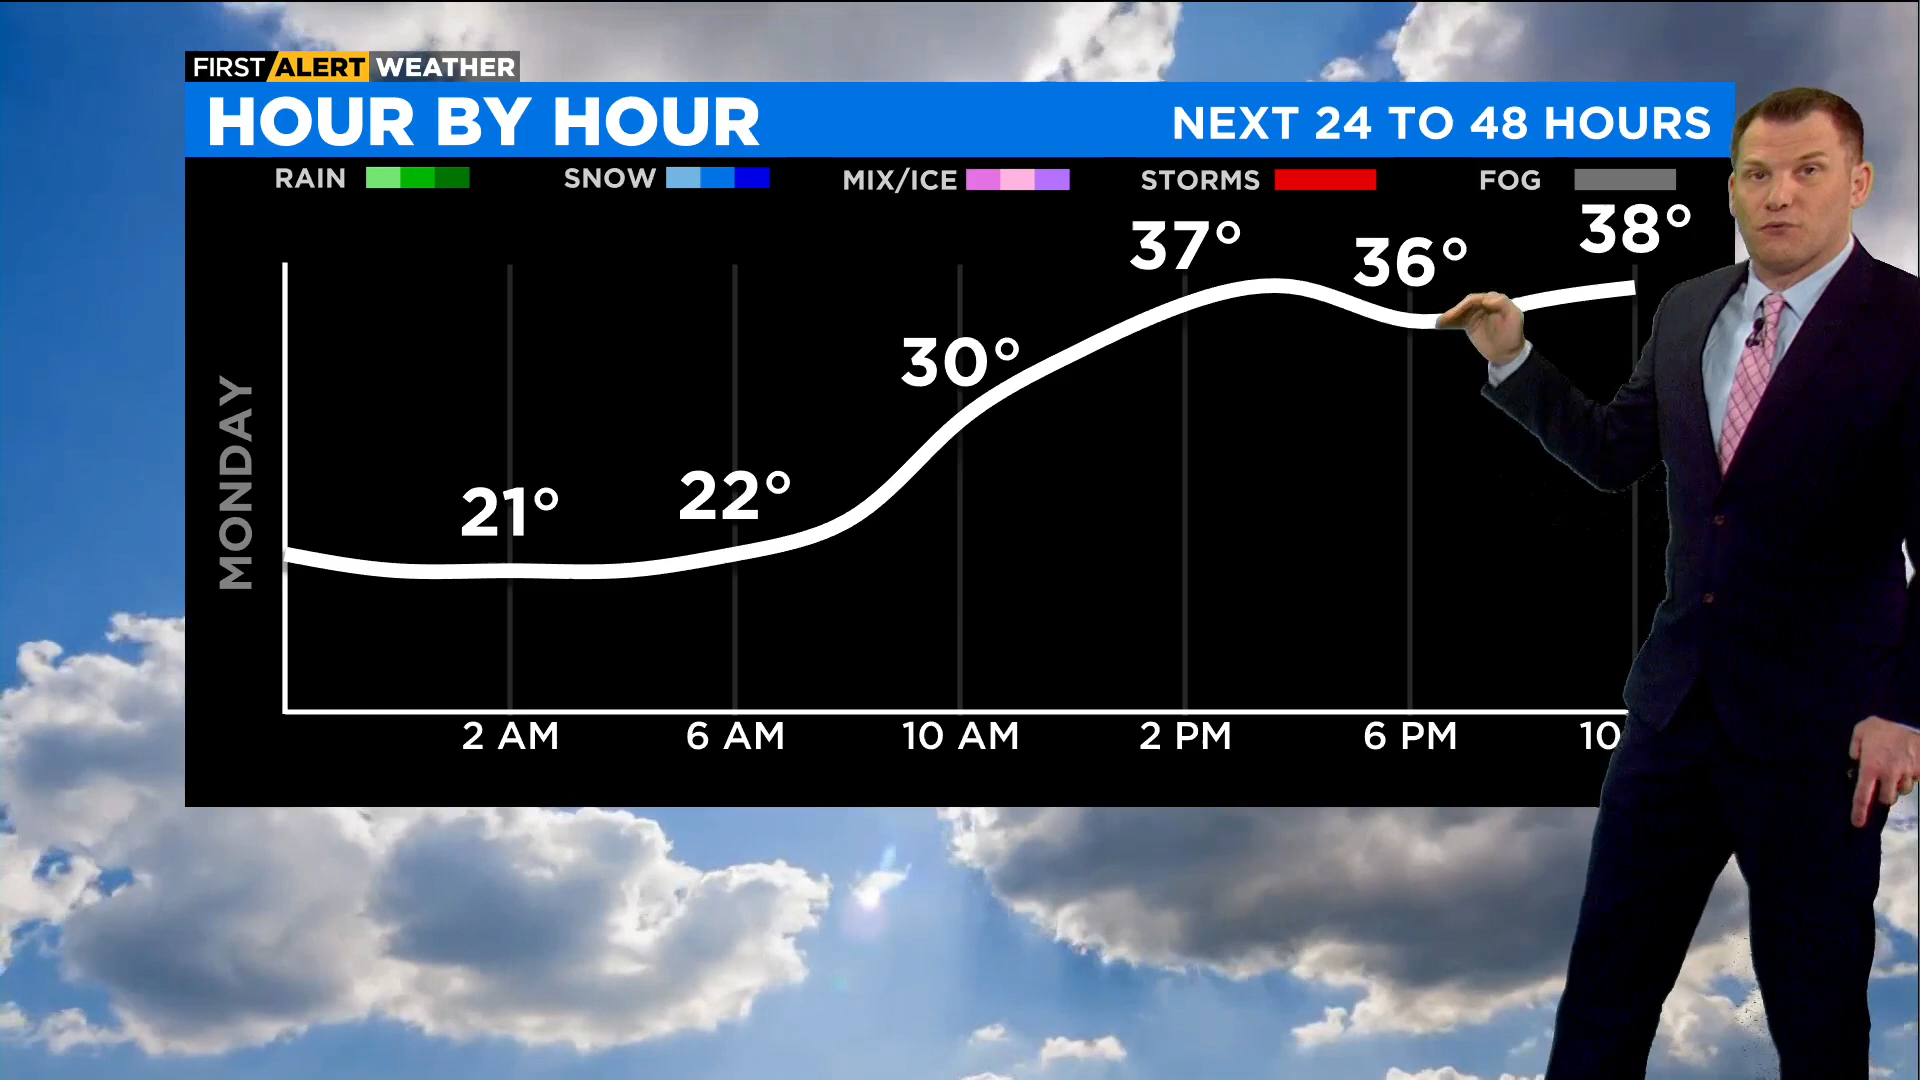 FIRST ALERT WEATHER
HOUR BY HOUR
NEXT 24 TO 48 HOURS
RAIN SNOW MIX/ICE STORMS FOG
MONDAY
21° 22° 30° 37° 36° 38°
2 AM 6 AM 10 AM 2 PM 6 PM 10